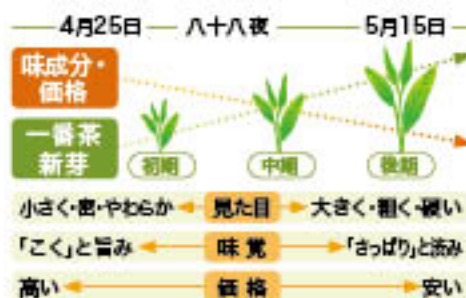 4月25日 八十八夜 5月15日
味成分・
価格
一番茶
新芽
初期 中期 後期
小さく・密・やわらか 見た目 大きく・粗く・硬い
「こく」と旨み 味覚 「さっぱり」と渋み
高い 価格 安い